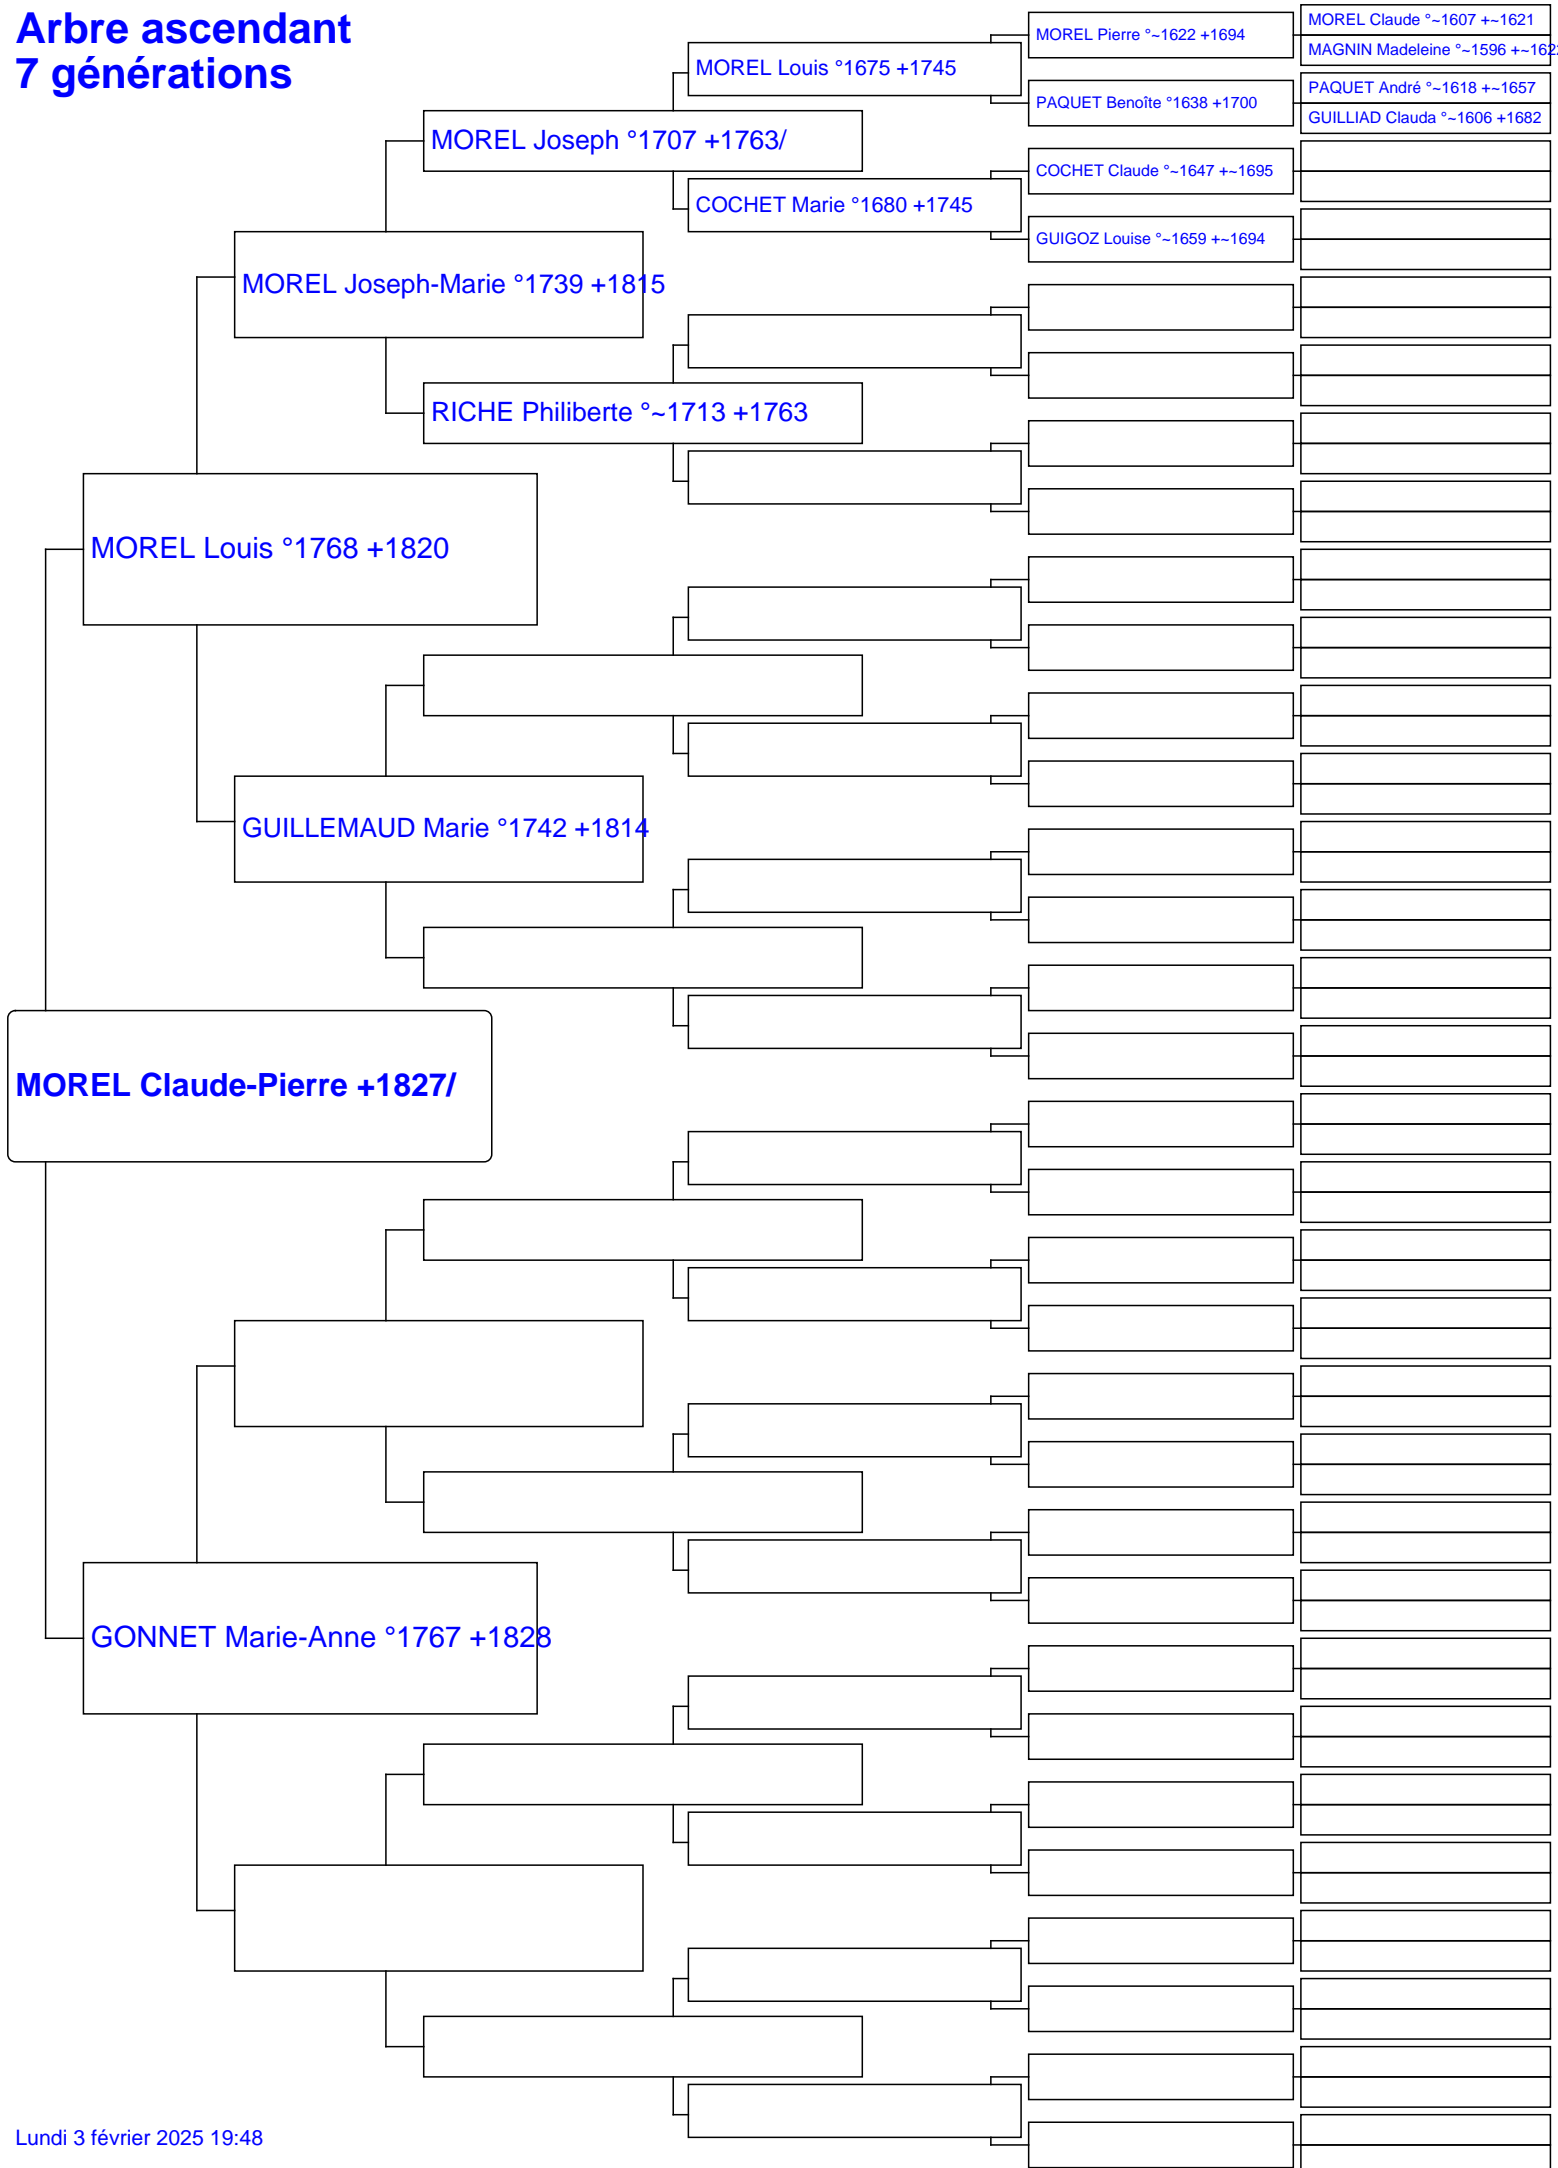 Arbre ascendant
7 générations
MOREL Claude °~1607 +~1621
MOREL Pierre °~1622 +1694
MAGNIN Madeleine °~1596 +~162
MOREL Louis °1675 +1745
PAQUET André °~1618 +~1657
PAQUET Benoîte °1638 +1700
GUILLIAD Clauda °~1606 +1682
MOREL Joseph °1707 +1763/
COCHET Claude °~1647 +~1695
COCHET Marie °1680 +1745
GUIGOZ Louise °~1659 +~1694
MOREL Joseph-Marie °1739 +1815
RICHE Philiberte °~1713 +1763
MOREL Louis °1768 +1820
GUILLEMAUD Marie °1742 +1814
MOREL Claude-Pierre +1827/
GONNET Marie-Anne °1767 +1828
Lundi 3 février 2025 19:48